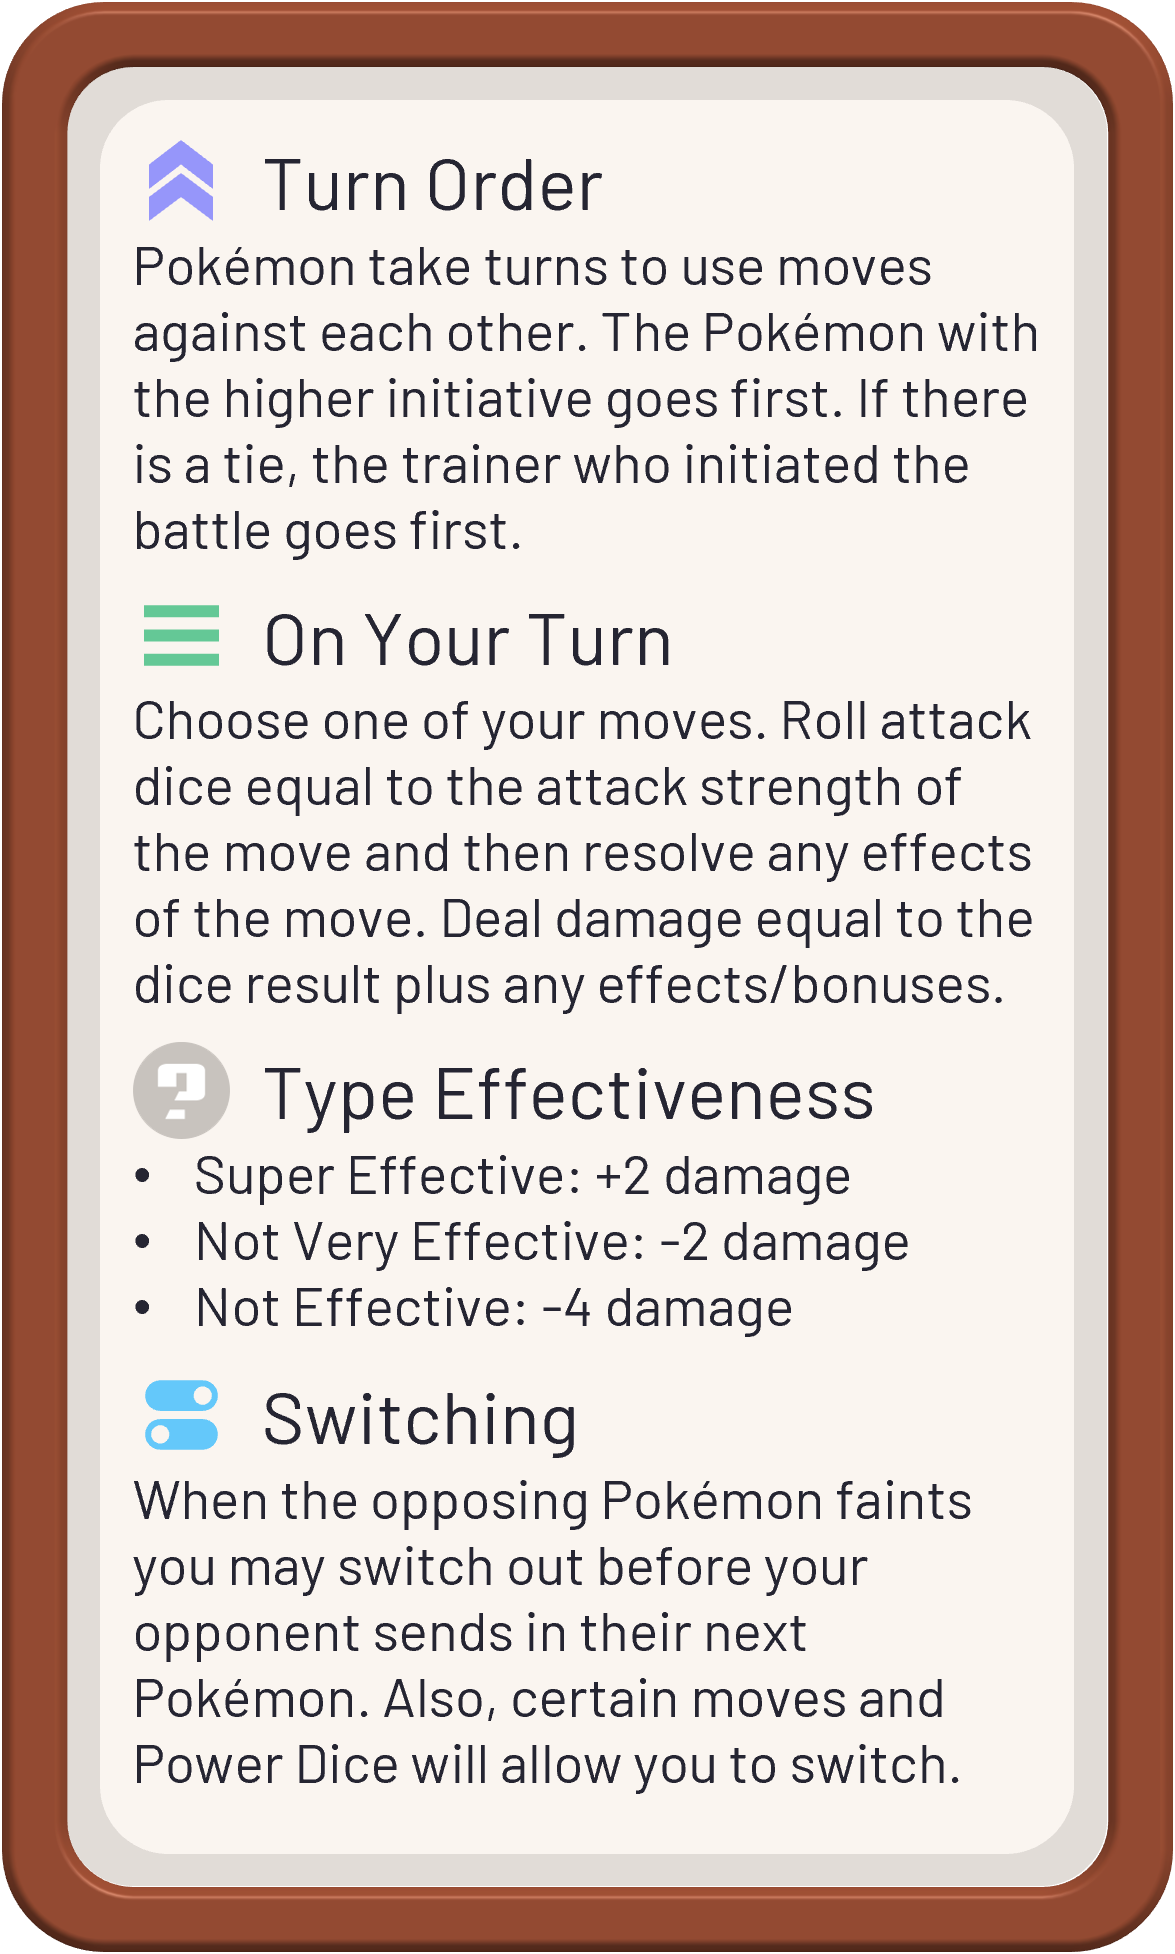 Turn Order
Pokémon take turns to use moves
against each other. The Pokémon with
the higher initiative goes first. If there
is a tie, the trainer who initiated the
battle goes first.
On Your Turn
Choose one of your moves. Roll attack
dice equal to the attack strength of
the move and then resolve any effects
of the move. Deal damage equal to the
dice result plus any effects/bonuses.
? Type Effectiveness
• Super Effective: +2 damage
• Not Very Effective: -2 damage
• Not Effective: -4 damage
Switching
When the opposing Pokémon faints
you may switch out before your
opponent sends in their next
Pokémon. Also, certain moves and
Power Dice will allow you to switch.